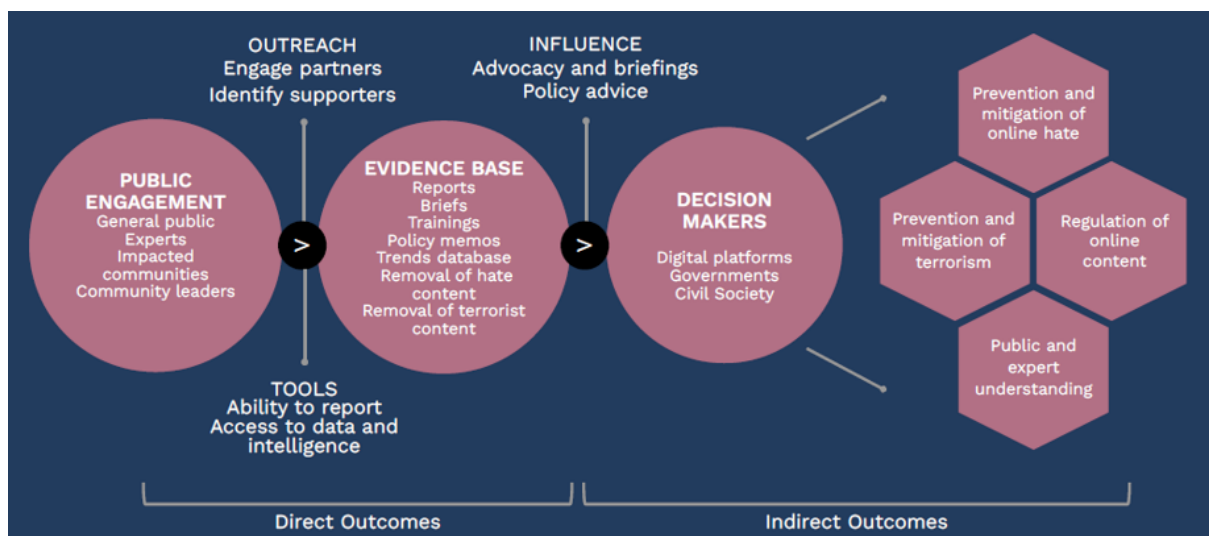 OUTREACH
Engage partners
Identify supporters
INFLUENCE
Advocacy and briefings
Policy advice
PUBLIC
ENGAGEMENT
General public
Experts
Impacted
communities
Community leaders
>
EVIDENCE BASE
Reports
Briefs
Trainings
Policy memos
Trends database
Removal of hate
content
Removal of terrorist
content
>
DECISION
MAKERS
Digital platforms
Governments
Civil Society
Prevention and
mitigation of
online hate
Prevention and
mitigation of
terrorism
Regulation of
online
content
Public and
expert
understanding
TOOLS
Ability to report
Access to data and
intelligence
Direct Outcomes
Indirect Outcomes